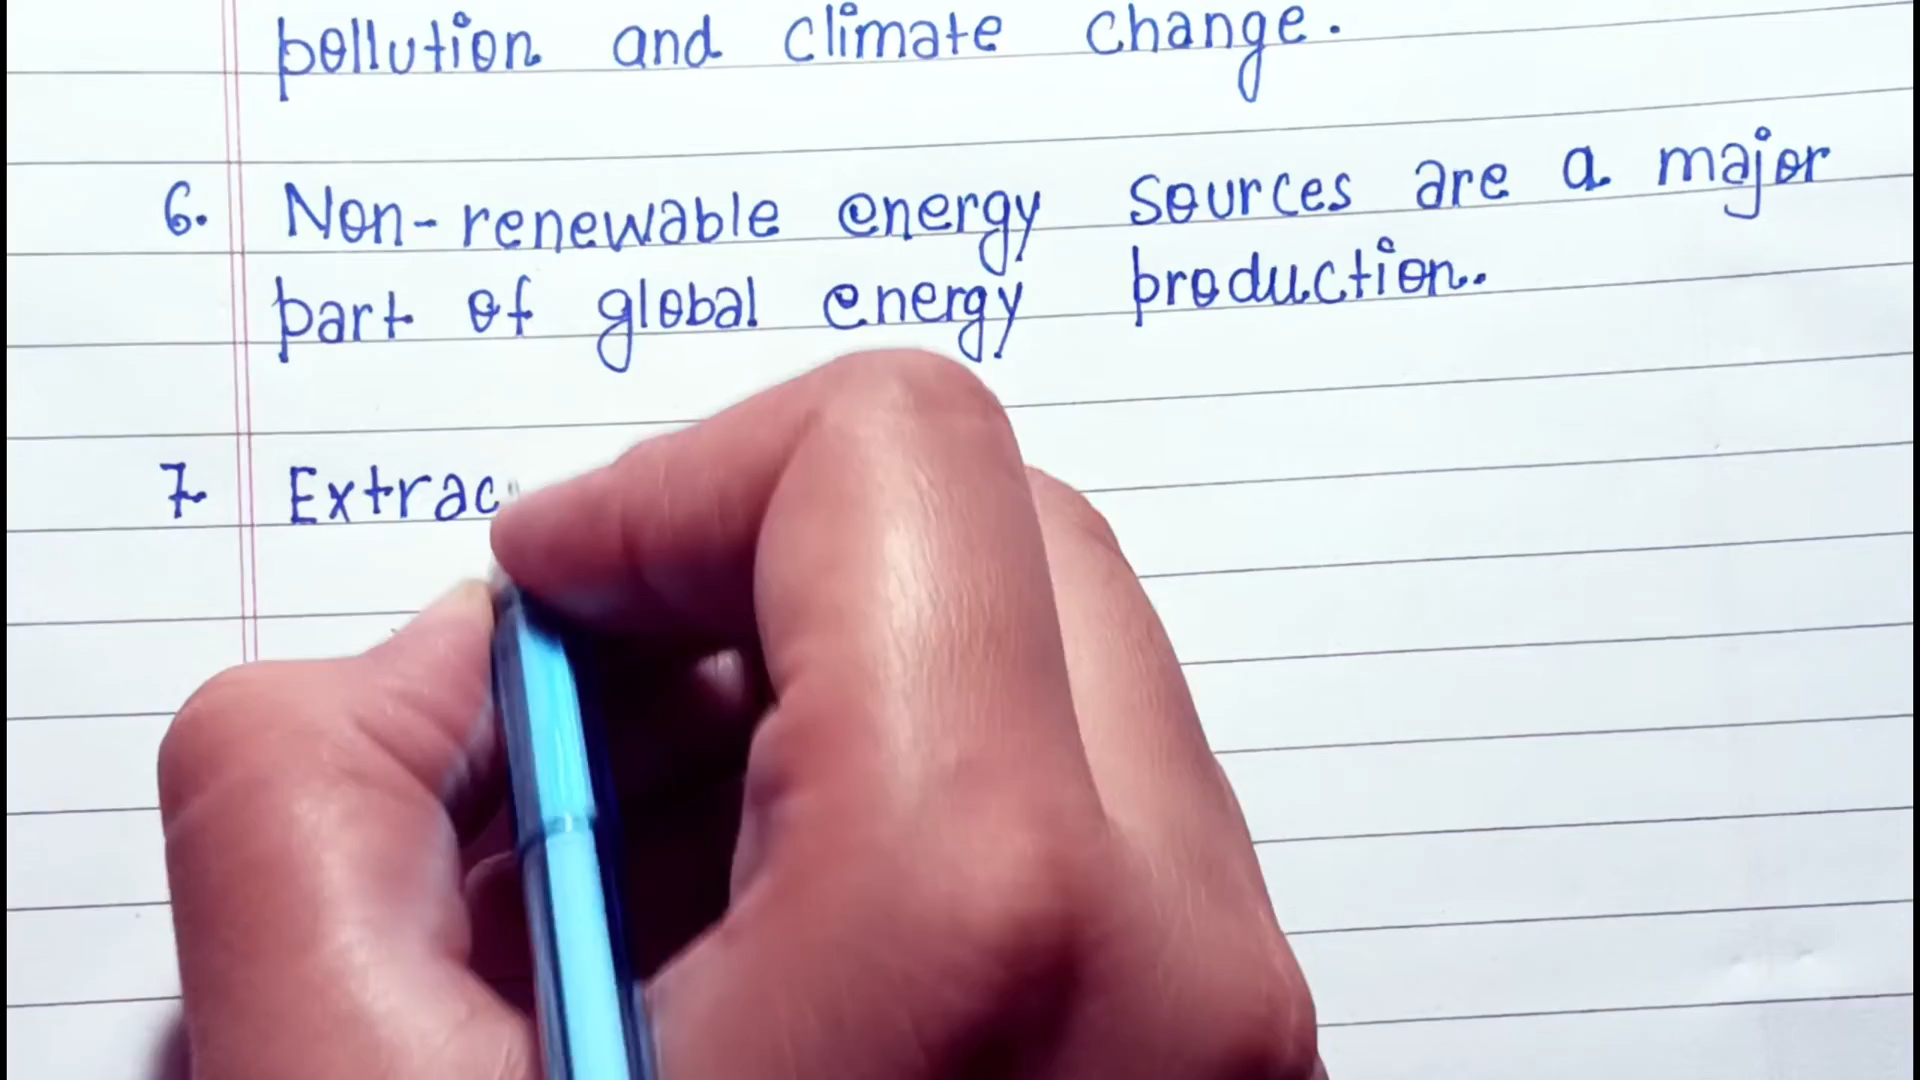 pollution and climate change.
6. Non-renewable energy sources are a major
part of global energy production.
7. Extrac